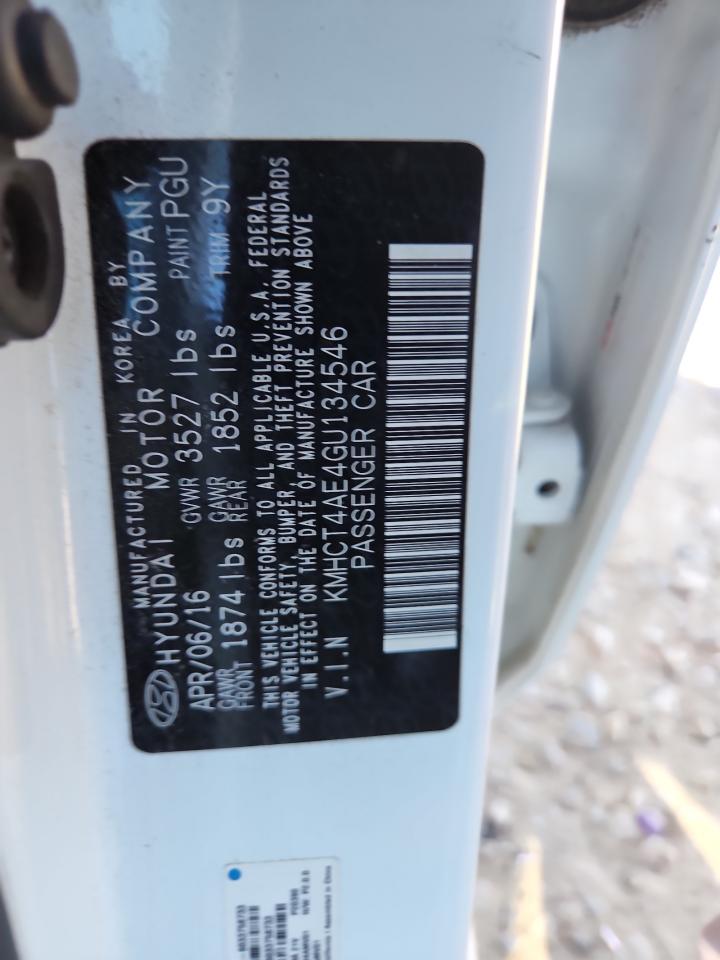 MANUFACTURED IN KOREA BY
HYUNDAI MOTOR COMPANY
APR/06/16 GVWR 3527 lbs PAINT PGU
GAWR FRONT 1874 lbs GAWR REAR 1852 lbs TRIM: 9Y
THIS VEHICLE CONFORMS TO ALL APPLICABLE U.S.A. FEDERAL
MOTOR VEHICLE SAFETY, BUMPER, AND THEFT PREVENTION STANDARDS
IN EFFECT ON THE DATE OF MANUFACTURE SHOWN ABOVE
V.I.N KMHCT4AE4GU134546
PASSENGER CAR